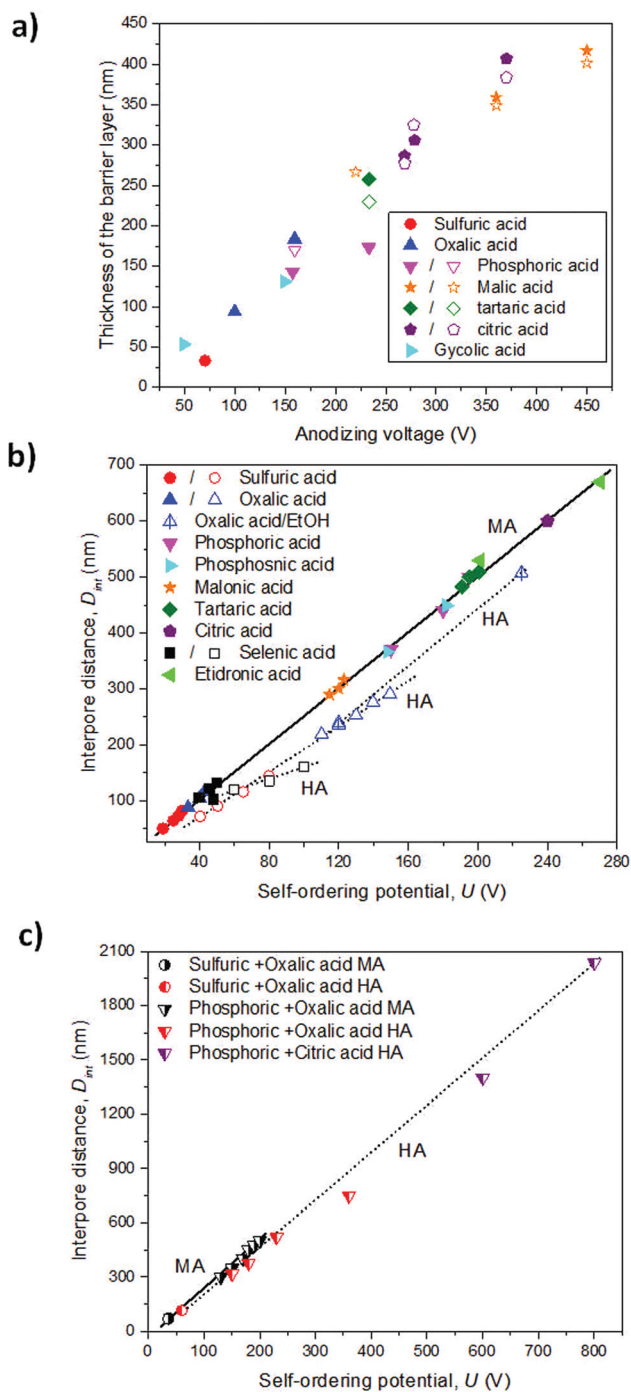 a)
Thickness of the barrier layer (nm)
450
400
350
300
250
200
150
100
50
0
Sulfuric acid
Oxalic acid
/ Phosphoric acid
/ Malic acid
/ tartaric acid
/ citric acid
Gycolic acid
50 100 150 200 250 300 350 400 450
Anodizing voltage (V)
b)
Interpore distance, Dint (nm)
700
600
500
400
300
200
100
/ Sulfuric acid
/ Oxalic acid
Oxalic acid/EtOH
Phosphoric acid
Phosphosnic acid
Malonic acid
Tartaric acid
Citric acid
/ Selenic acid
Etidronic acid
MA
HA
HA
HA
40 80 120 160 200 240 280
Self-ordering potential, U (V)
c)
Interpore distance, Dint (nm)
2100
1800
1500
1200
900
600
300
0
Sulfuric +Oxalic acid MA
Sulfuric +Oxalic acid HA
Phosphoric +Oxalic acid MA
Phosphoric +Oxalic acid HA
Phosphoric +Citric acid HA
HA
MA
0 100 200 300 400 500 600 700 800
Self-ordering potential, U (V)